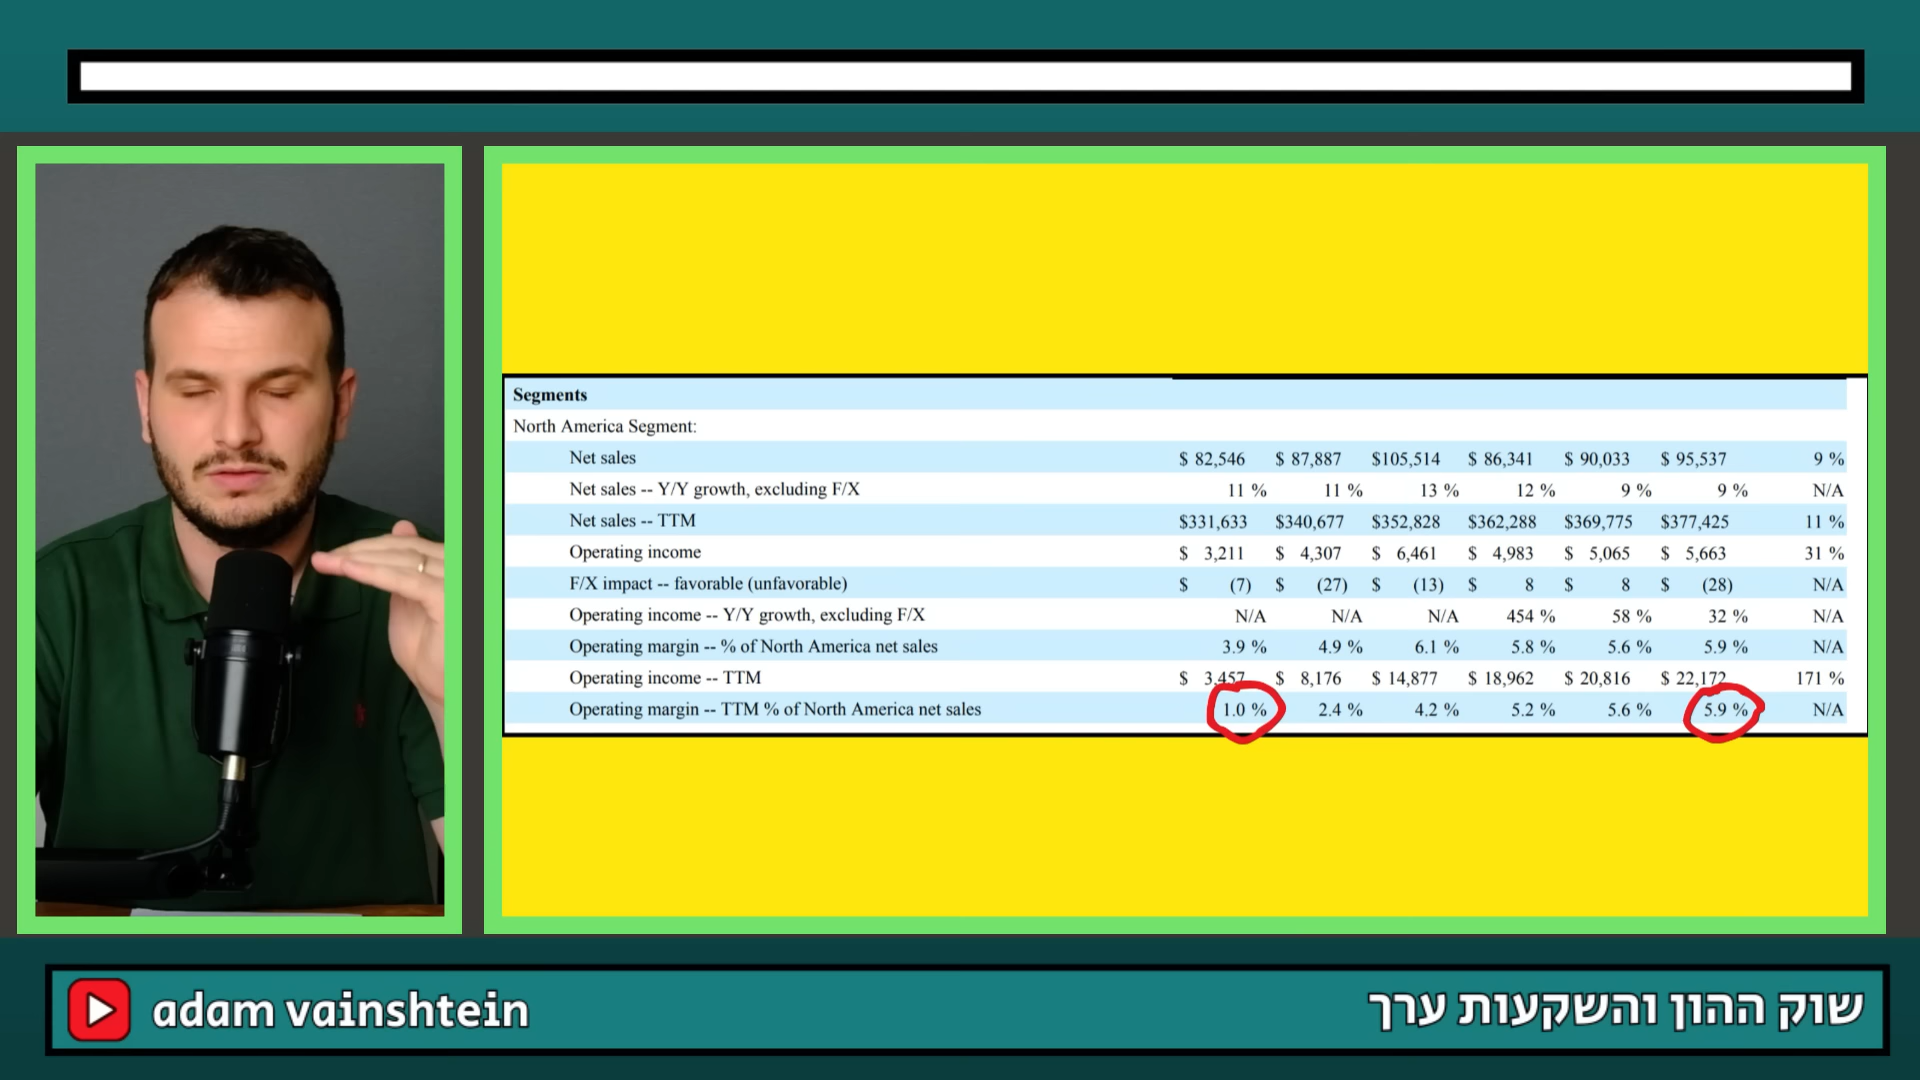 Segments
North America Segment:
Net sales $ 82,546 $ 87,887 $105,514 $ 86,341 $ 90,033 $ 95,537 9 %
Net sales -- Y/Y growth, excluding F/X 11 % 11 % 13 % 12 % 9 % 9 % N/A
Net sales -- TTM $331,633 $340,677 $352,828 $362,288 $369,775 $377,425 11 %
Operating income $ 3,211 $ 4,307 $ 6,461 $ 4,983 $ 5,065 $ 5,663 31 %
F/X impact -- favorable (unfavorable) $ (7) $ (27) $ (13) $ 8 $ 8 $ (28) N/A
Operating income -- Y/Y growth, excluding F/X N/A N/A N/A 454 % 58 % 32 % N/A
Operating margin -- % of North America net sales 3.9 % 4.9 % 6.1 % 5.8 % 5.6 % 5.9 % N/A
Operating income -- TTM $ 3,457 $ 8,176 $ 14,877 $ 18,962 $ 20,816 $ 22,172 171 %
Operating margin -- TTM % of North America net sales 1.0 % 2.4 % 4.2 % 5.2 % 5.6 % 5.9 % N/A
adam vainshtein
שוק ההון והשקעות ערך